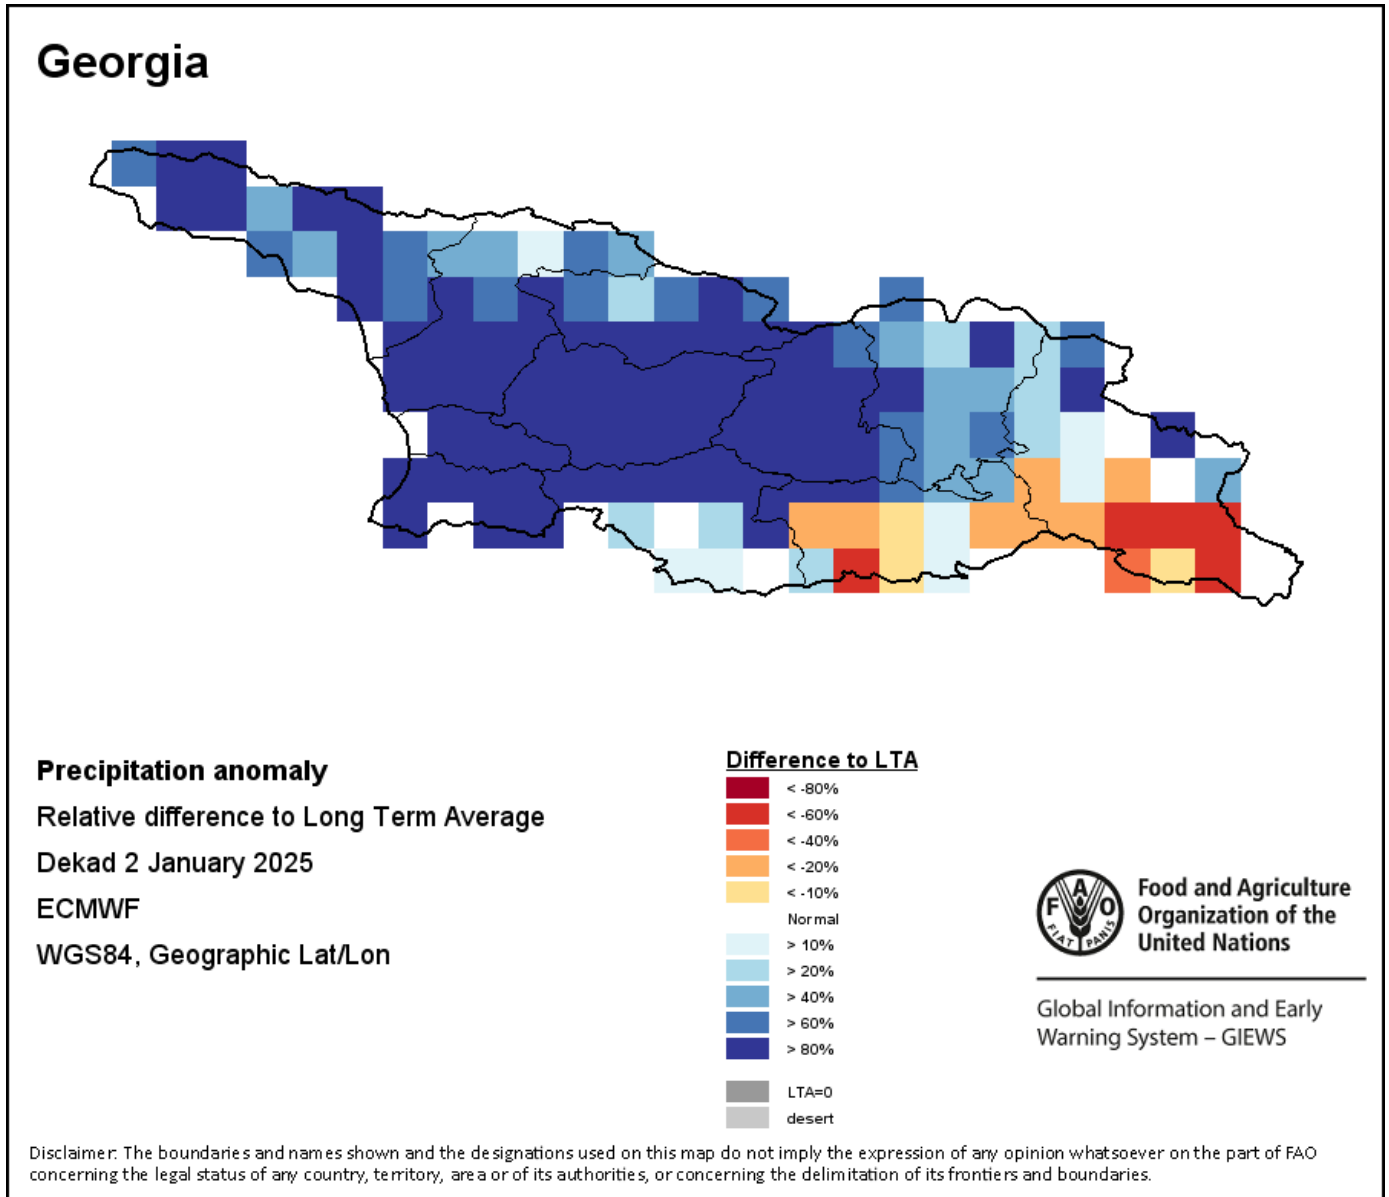 Georgia
Precipitation anomaly
Relative difference to Long Term Average
Dekad 2 January 2025
ECMWF
WGS84, Geographic Lat/Lon
Difference to LTA
< -80%
< -60%
< -40%
< -20%
< -10%
Normal
> 10%
> 20%
> 40%
> 60%
> 80%
LTA=0
desert
F A O
FIAT PANIS
Food and Agriculture
Organization of the
United Nations
Global Information and Early
Warning System – GIEWS
Disclaimer: The boundaries and names shown and the designations used on this map do not imply the expression of any opinion whatsoever on the part of FAO
concerning the legal status of any country, territory, area or of its authorities, or concerning the delimitation of its frontiers and boundaries.